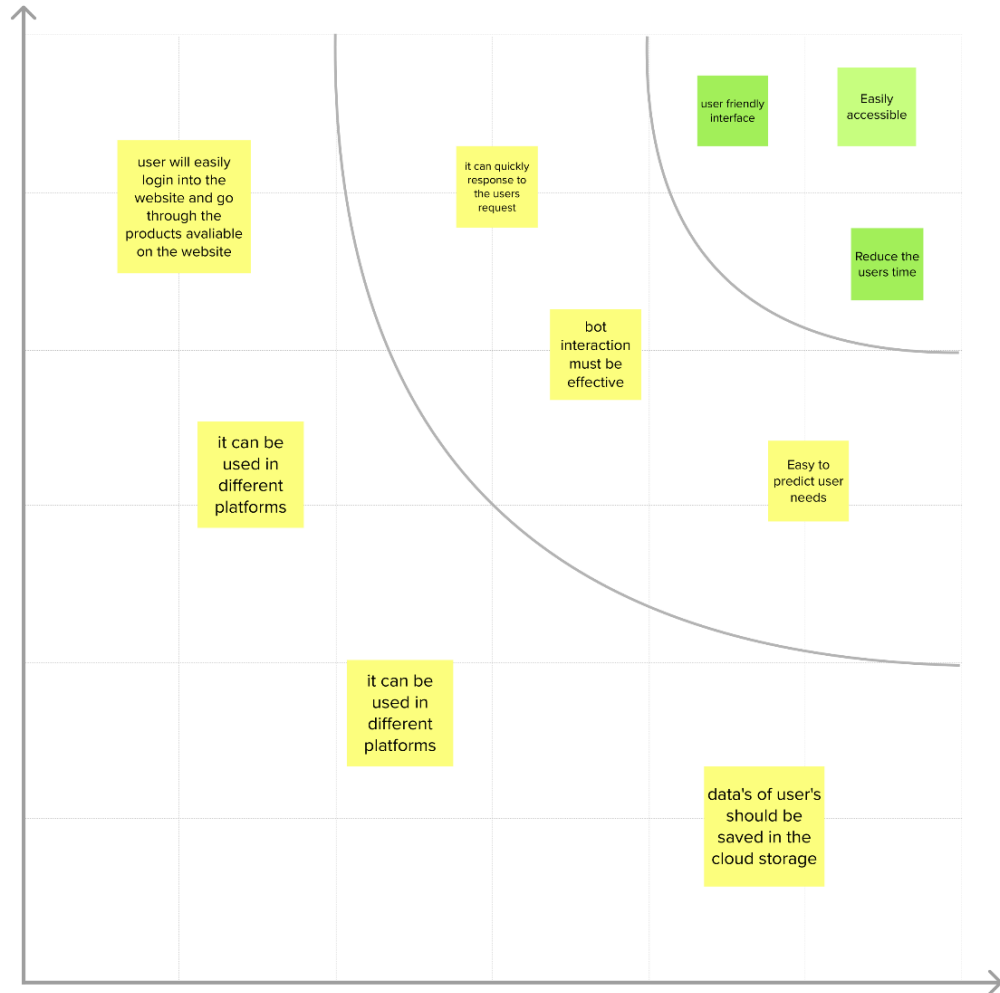 user friendly
interface
Easily
accessible
user will easily
login into the
website and go
through the
products avaliable
on the website
it can quickly
response to
the users
request
Reduce the
users time
bot
interaction
must be
effective
it can be
used in
different
platforms
Easy to
predict user
needs
it can be
used in
different
platforms
data's of user's
should be
saved in the
cloud storage